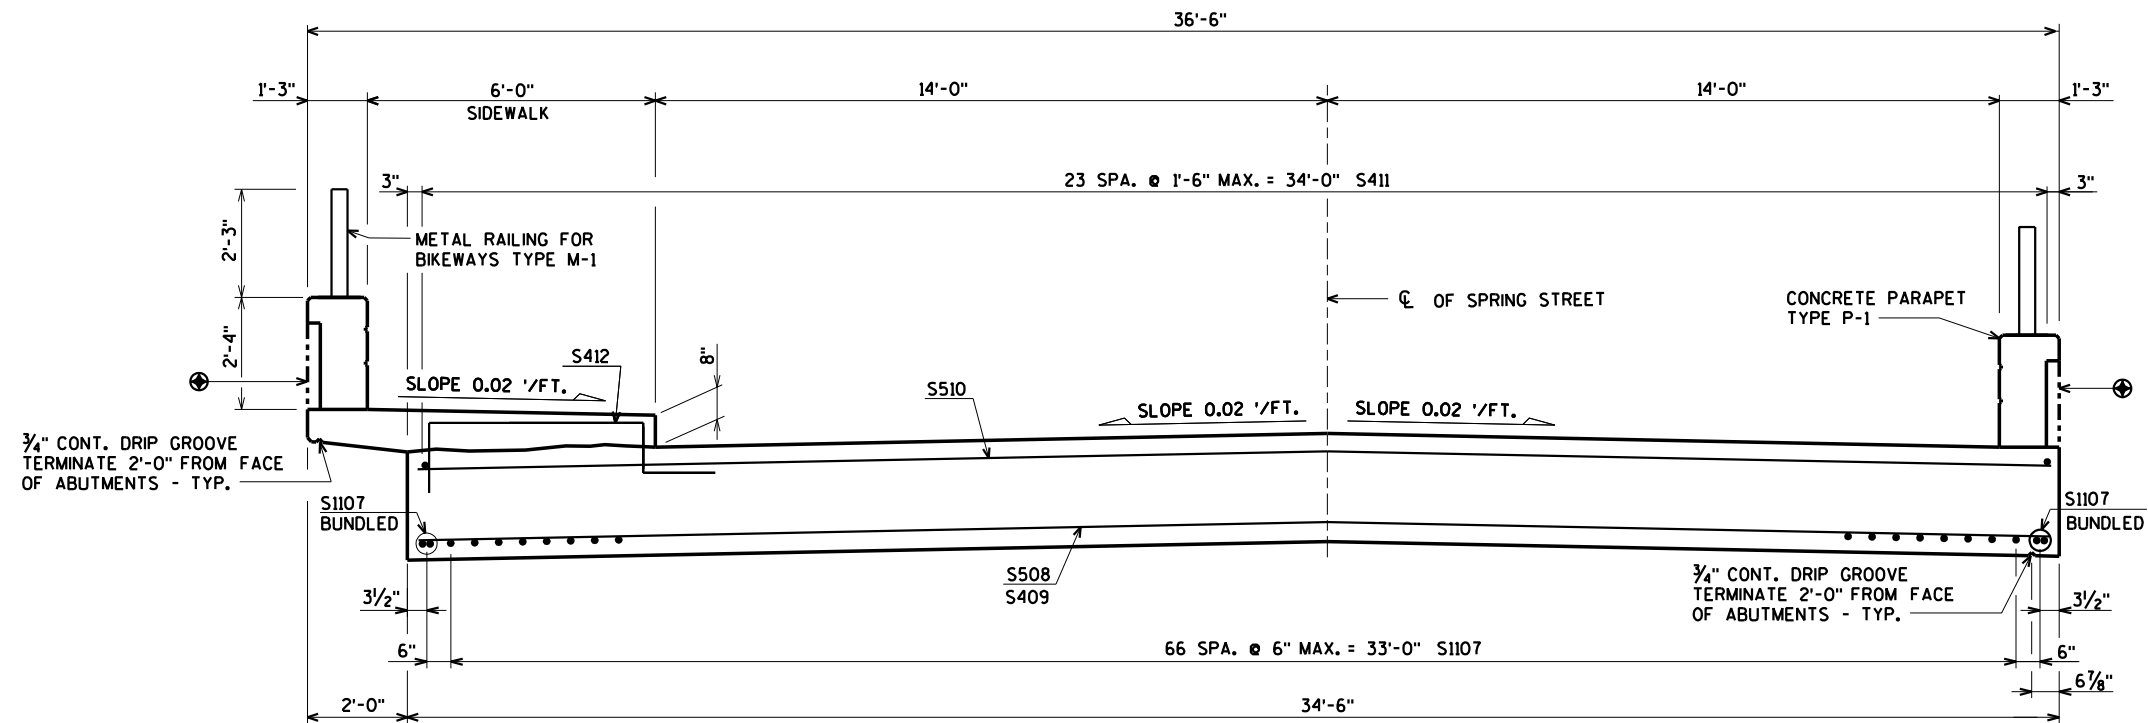 36'-6"
1'-3"
6'-0"
14'-0"
14'-0"
1'-3"
SIDEWALK
3"
23 SPA. @ 1'-6" MAX. = 34'-0" S411
3"
2'-3"
METAL RAILING FOR
BIKEWAYS TYPE M-1
℄ OF SPRING STREET
CONCRETE PARAPET
TYPE P-1
2'-4"
S412
8"
SLOPE 0.02 '/FT.
S510
SLOPE 0.02 '/FT.
SLOPE 0.02 '/FT.
¾" CONT. DRIP GROOVE
TERMINATE 2'-0" FROM FACE
OF ABUTMENTS - TYP.
S1107
BUNDLED
S1107
BUNDLED
S508
S409
¾" CONT. DRIP GROOVE
TERMINATE 2'-0" FROM FACE
OF ABUTMENTS - TYP.
3½"
3½"
6"
66 SPA. @ 6" MAX. = 33'-0" S1107
6"
6⅞"
2'-0"
34'-6"